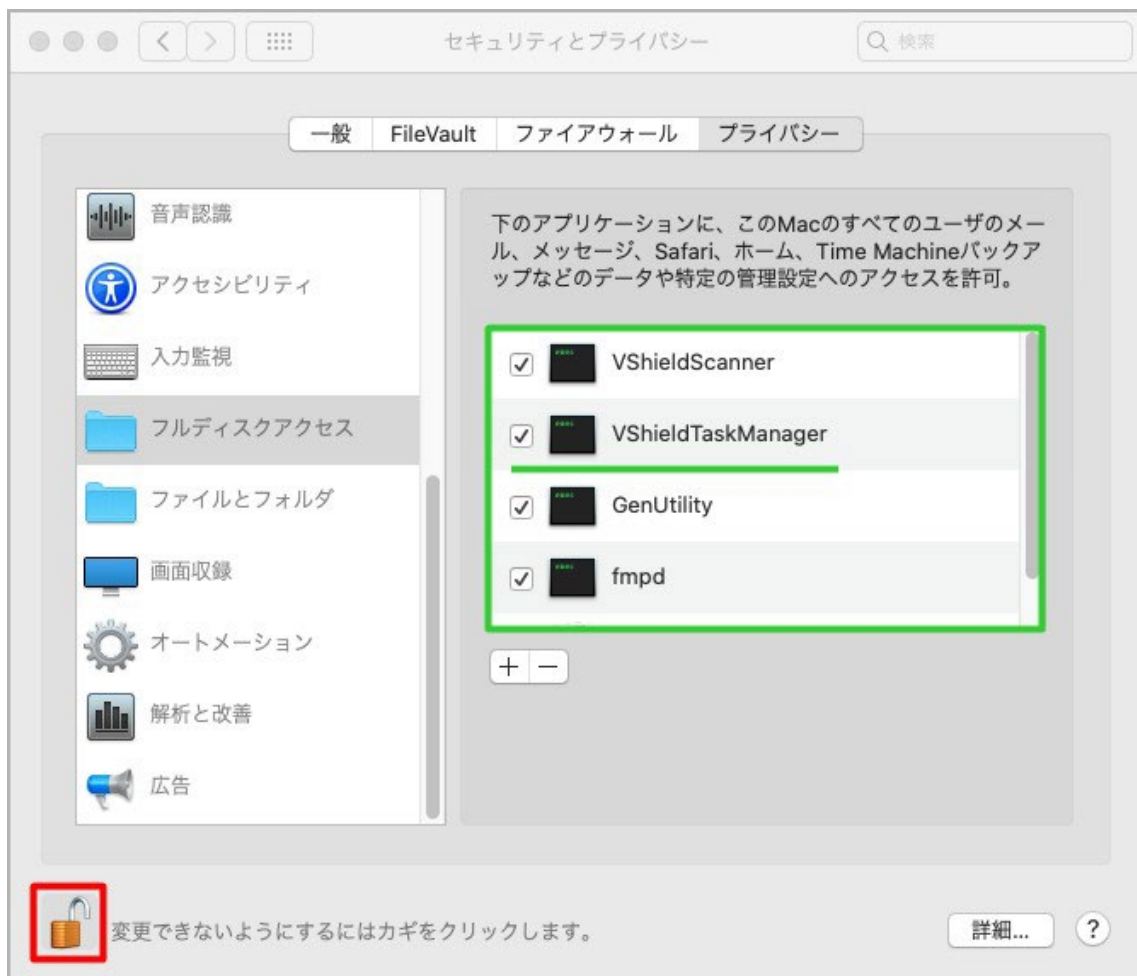 セキュリティとプライバシー
検索
一般
FileVault
ファイアウォール
プライバシー
音声認識
アクセシビリティ
入力監視
フルディスクアクセス
ファイルとフォルダ
画面収録
オートメーション
解析と改善
広告
下のアプリケーションに、このMacのすべてのユーザのメー
ル、メッセージ、Safari、ホーム、Time Machineバックア
ップなどのデータや特定の管理設定へのアクセスを許可。
VShieldScanner
VShieldTaskManager
GenUtility
fmpd
変更できないようにするにはカギをクリックします。
詳細...
?